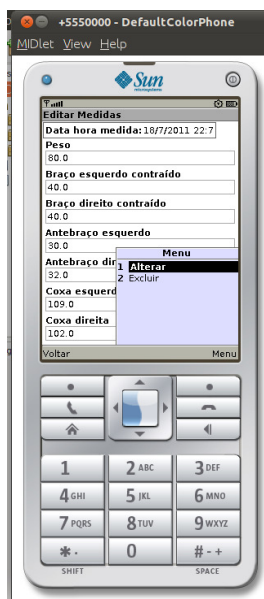 +5550000 - DefaultColorPhone
MIDlet View Help
Sun
Editar Medidas
Data hora medida: 18/7/2011 22:7
Peso
80.0
Braço esquerdo contraído
40.0
Braço direito contraído
40.0
Antebraço esquerdo
30.0
Antebraço dir
32.0
Coxa esquerd
109.0
Coxa direita
102.0
Menu
1 Alterar
2 Excluir
Voltar Menu
1 2 ABC 3 DEF
4 GHI 5 JKL 6 MNO
7 PQRS 8 TUV 9 WXYZ
* . 0 # - +
SHIFT SPACE